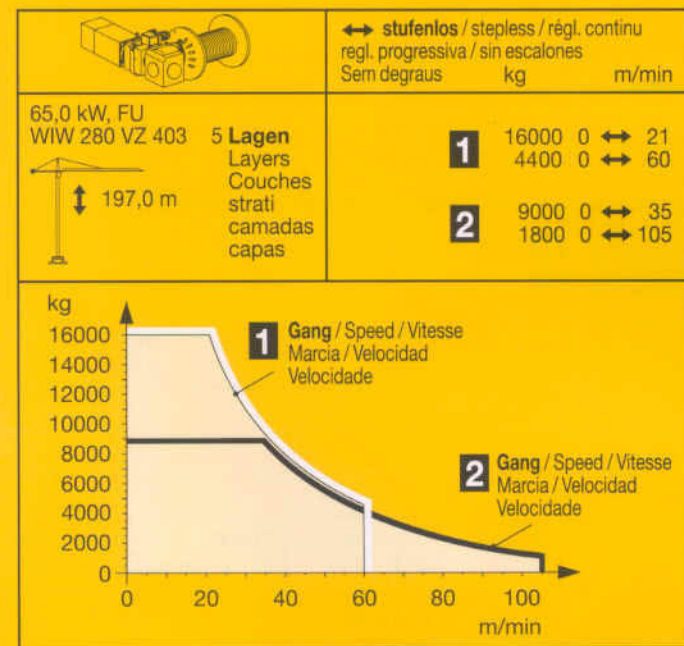 ↔ stufenlos / stepless / régl. continu
regl. progressiva / sin escalones
Sem degraus kg m/min
65,0 kW, FU
WIW 280 VZ 403 5 Lagen
Layers
Couches
strati
camadas
capas
197,0 m
1 16000 0 ↔ 21
4400 0 ↔ 60
2 9000 0 ↔ 35
1800 0 ↔ 105
kg
16000
14000
12000
10000
8000
6000
4000
2000
0
1 Gang / Speed / Vitesse
Marcia / Velocidad
Velocidade
2 Gang / Speed / Vitesse
Marcia / Velocidad
Velocidade
0 20 40 60 80 100
m/min